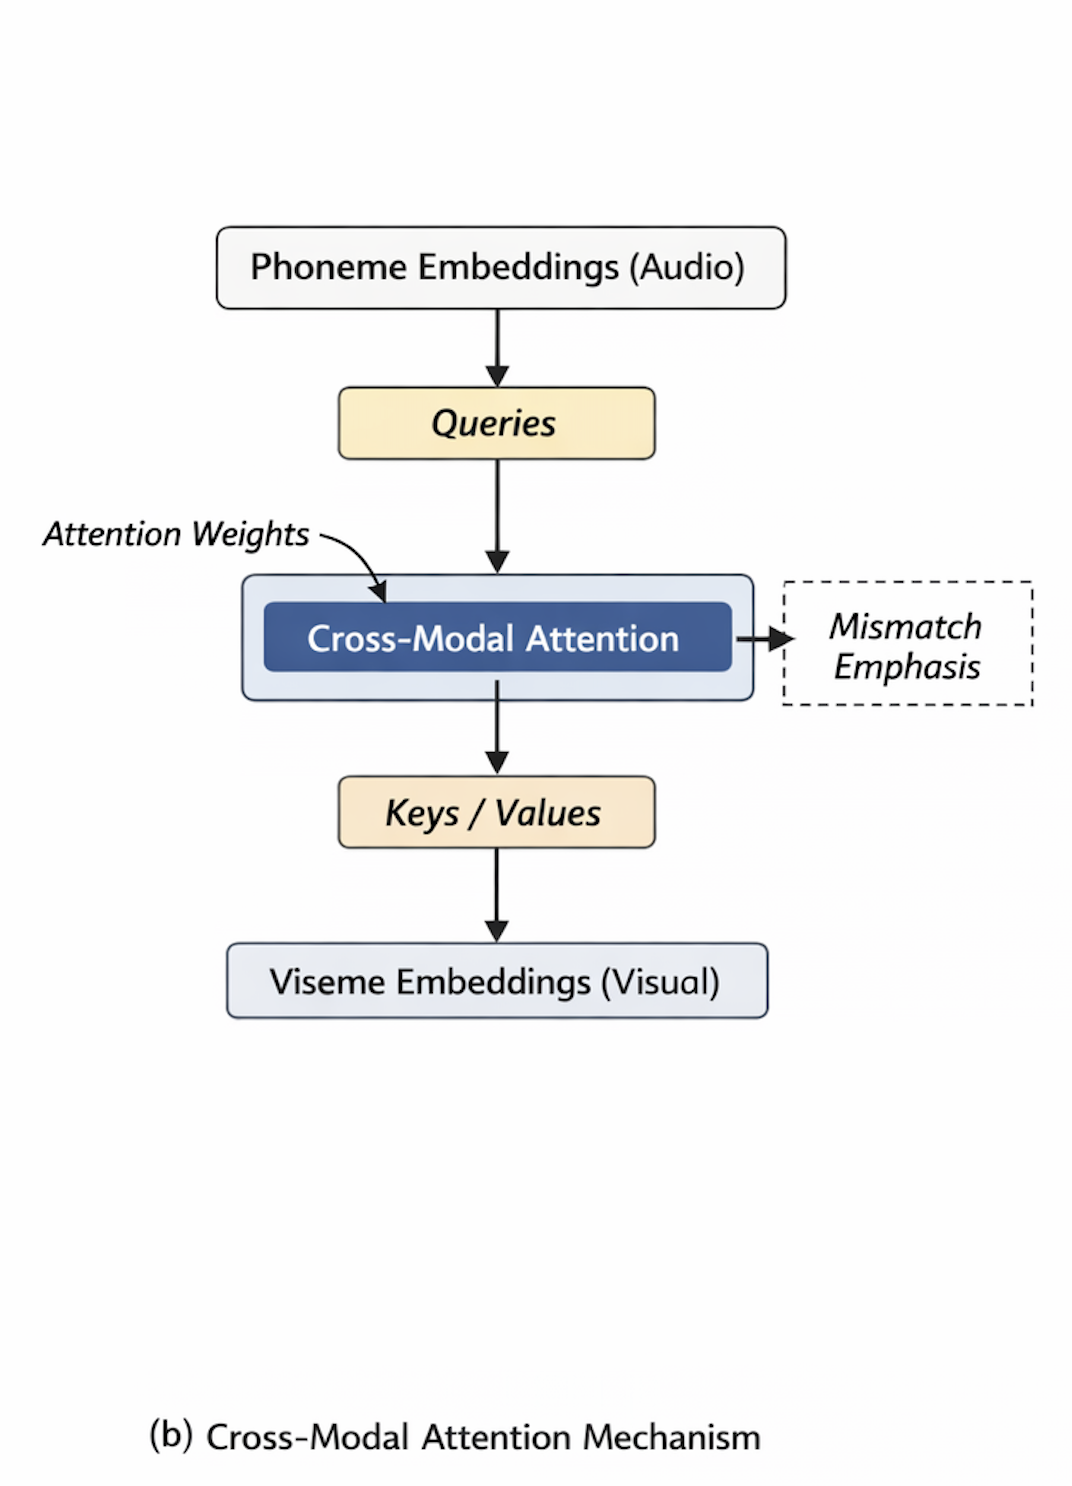 Phoneme Embeddings (Audio)
Queries
Attention Weights
Cross-Modal Attention
Mismatch
Emphasis
Keys / Values
Viseme Embeddings (Visual)
(b) Cross-Modal Attention Mechanism